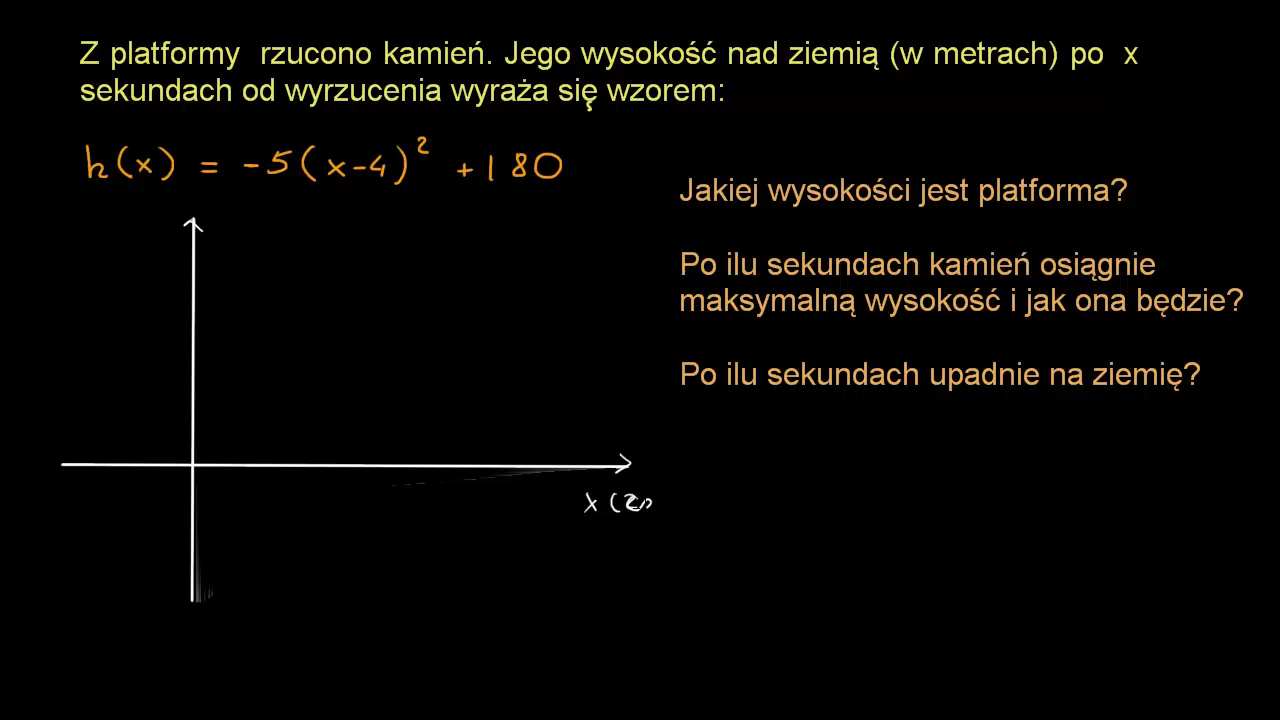 Z platformy rzucono kamień. Jego wysokość nad ziemią (w metrach) po x
sekundach od wyrzucenia wyraża się wzorem:
h(x) = -5(x-4)² +180
Jakiej wysokości jest platforma?
Po ilu sekundach kamień osiągnie
maksymalną wysokość i jak ona będzie?
Po ilu sekundach upadnie na ziemię?
x